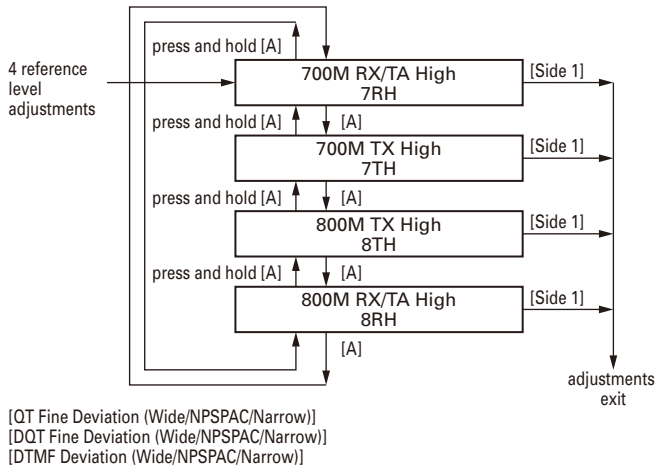 press and hold [A]
4 reference
level
adjustments
700M RX/TA High
7RH
[Side 1]
press and hold [A]
[A]
700M TX High
7TH
[Side 1]
press and hold [A]
[A]
800M TX High
8TH
[Side 1]
press and hold [A]
[A]
800M RX/TA High
8RH
[Side 1]
[A]
adjustments
exit
[QT Fine Deviation (Wide/NPSPAC/Narrow)]
[DQT Fine Deviation (Wide/NPSPAC/Narrow)]
[DTMF Deviation (Wide/NPSPAC/Narrow)]